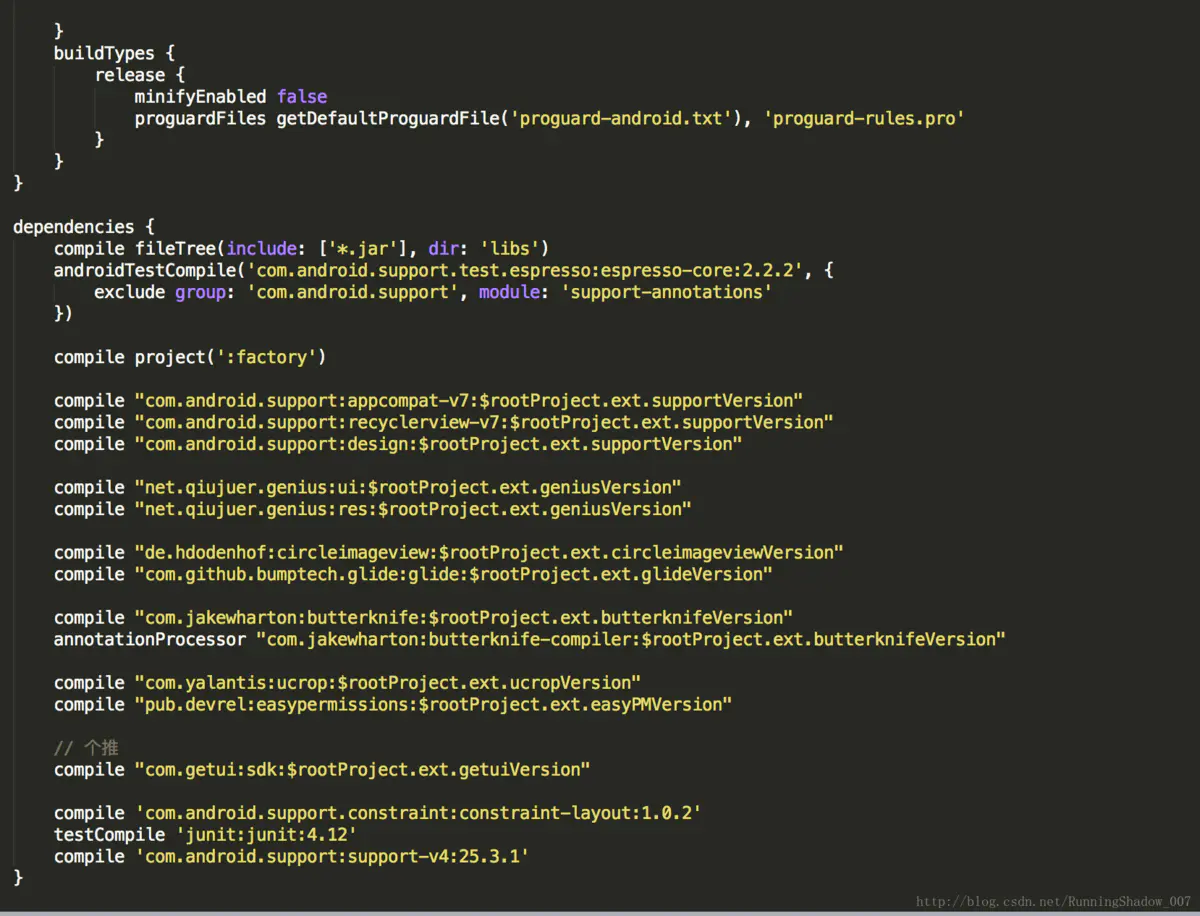 }
buildTypes {
release {
minifyEnabled false
proguardFiles getDefaultProguardFile('proguard-android.txt'), 'proguard-rules.pro'
}
}
}
dependencies {
compile fileTree(include: ['*.jar'], dir: 'libs')
androidTestCompile('com.android.support.test.espresso:espresso-core:2.2.2', {
exclude group: 'com.android.support', module: 'support-annotations'
})
compile project(':factory')
compile "com.android.support:appcompat-v7:$rootProject.ext.supportVersion"
compile "com.android.support:recyclerview-v7:$rootProject.ext.supportVersion"
compile "com.android.support:design:$rootProject.ext.supportVersion"
compile "net.qiujuer.genius:ui:$rootProject.ext.geniusVersion"
compile "net.qiujuer.genius:res:$rootProject.ext.geniusVersion"
compile "de.hdodenhof:circleimageview:$rootProject.ext.circleimageviewVersion"
compile "com.github.bumptech.glide:glide:$rootProject.ext.glideVersion"
compile "com.jakewharton:butterknife:$rootProject.ext.butterknifeVersion"
annotationProcessor "com.jakewharton:butterknife-compiler:$rootProject.ext.butterknifeVersion"
compile "com.yalantis:ucrop:$rootProject.ext.ucropVersion"
compile "pub.devrel:easypermissions:$rootProject.ext.easyPMVersion"
// 个推
compile "com.getui:sdk:$rootProject.ext.getuiVersion"
compile 'com.android.support.constraint:constraint-layout:1.0.2'
testCompile 'junit:junit:4.12'
compile 'com.android.support:support-v4:25.3.1'
}
http://blog.csdn.net/RunningShadow_007